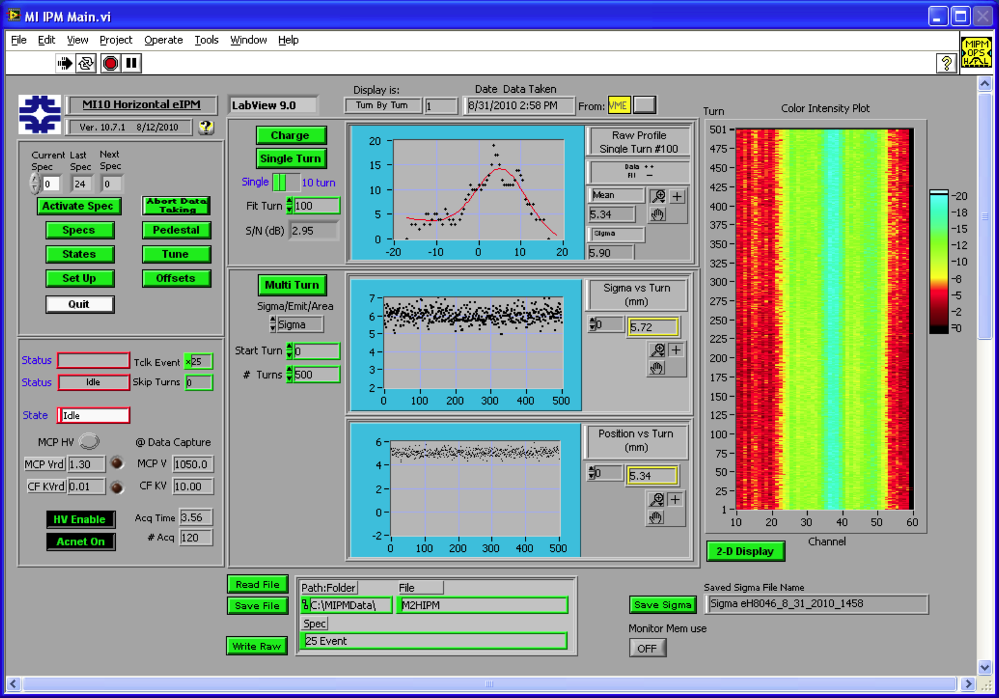 MI IPM Main.vi
File Edit View Project Operate Tools Window Help
?
MIPM
OPS
MI10 Horizontal eIPM
Ver. 10.7.1 8/12/2010
?
LabView 9.0
Display is:
Turn By Turn 1
Date Data Taken
8/31/2010 2:58 PM
From: VME
Current Spec
Last Spec
Next Spec
0 24 0
Activate Spec
Abort Data Taking
Specs Pedestal
States Tune
Set Up Offsets
Quit
Status
Tclk Event ×25
Status Idle
Skip Turns 0
State Idle
MCP HV
@ Data Capture
MCP Vrd 1.30
MCP V 1050.0
CF KVrd 0.01
CF KV 10.00
HV Enable
Acq Time 3.56
Acnet On
# Acq 120
Charge
Single Turn
Single 10 turn
Fit Turn 100
S/N (dB) 2.95
20
15
10
5
0
-20 -10 0 10 20
Raw Profile
Single Turn #100
Data ++
Fit —
Mean
5.34
Sigma
5.90
Multi Turn
Sigma/Emit/Area
Sigma
Start Turn 0
# Turns 500
7
6
5
4
3
2
0 100 200 300 400 500
Sigma vs Turn
(mm)
0 5.72
6
4
2
0
-2
0 100 200 300 400 500
Position vs Turn
(mm)
0 5.34
Turn
Color Intensity Plot
501
475
450
425
400
375
350
325
300
275
250
225
200
175
150
125
100
75
50
25
1
10 20 30 40 50 60
Channel
-20
-18
-15
-12
-10
-8
-5
-2
0
2-D Display
Read File
Save File
Write Raw
Path:Folder File
C:\MIPMData\ M2HIPM
Spec
25 Event
Save Sigma
Saved Sigma File Name
Sigma eH8046_8_31_2010_1458
Monitor Mem use
OFF